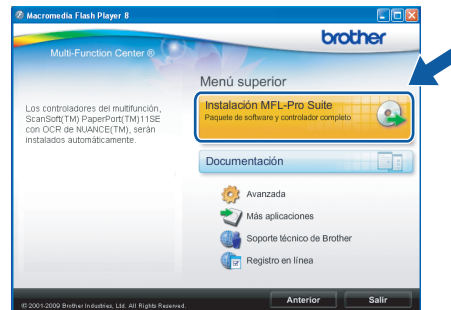 Macromedia Flash Player 8
brother
Multi-Function Center ®
Menú superior
Los controladores del multifunción,
ScanSoft(TM) PaperPort(TM)11SE
con OCR de NUANCE(TM), serán
instalados automáticamente.
Instalación MFL-Pro Suite
Paquete de software y controlador completo
Documentación
Avanzada
Más aplicaciones
Soporte técnico de Brother
Registro en línea
© 2001-2009 Brother Industries, Ltd. All Rights Reserved.
Anterior
Salir